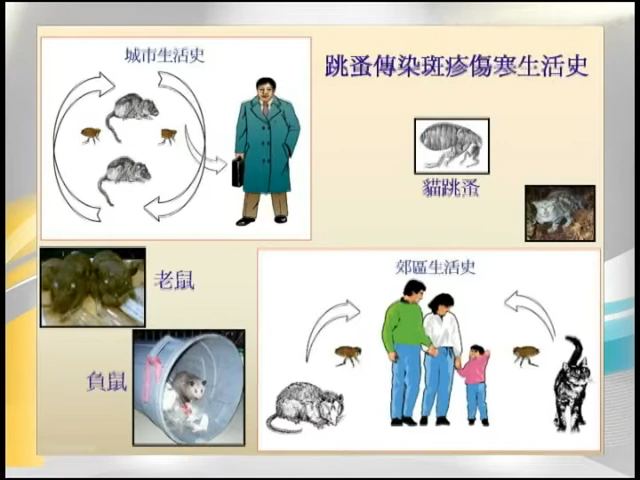 城市生活史
跳蚤傳染斑疹傷寒生活史
貓跳蚤
老鼠
郊區生活史
負鼠